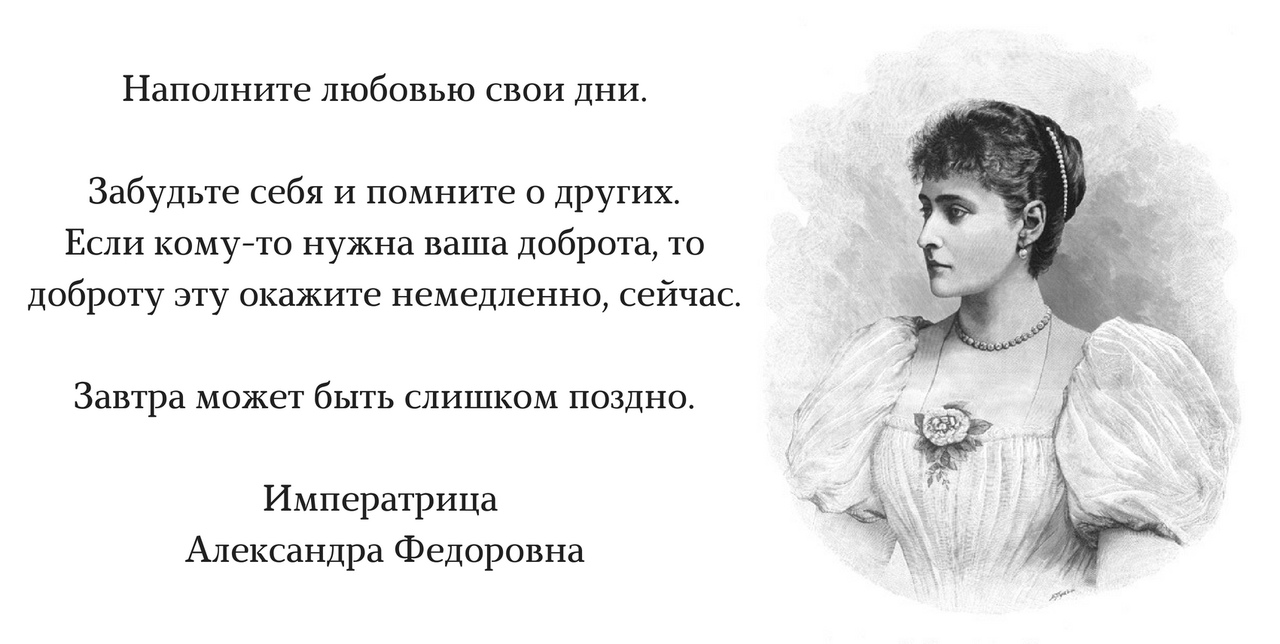 Наполните любовью свои дни.
Забудьте себя и помните о других.
Если кому-то нужна ваша доброта, то
доброту эту окажите немедленно, сейчас.
Завтра может быть слишком поздно.
Императрица
Александра Федоровна